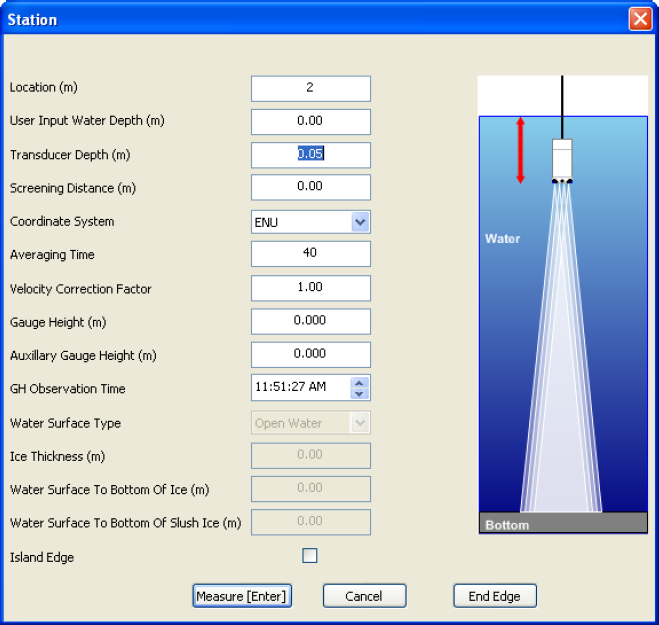 Station
Location (m) 2
User Input Water Depth (m) 0.00
Transducer Depth (m) 0.05
Screening Distance (m) 0.00
Coordinate System ENU
Averaging Time 40
Velocity Correction Factor 1.00
Gauge Height (m) 0.000
Auxillary Gauge Height (m) 0.000
GH Observation Time 11:51:27 AM
Water Surface Type Open Water
Ice Thickness (m) 0.00
Water Surface To Bottom Of Ice (m) 0.00
Water Surface To Bottom Of Slush Ice (m) 0.00
Island Edge
Measure [Enter] Cancel End Edge
Water
Bottom